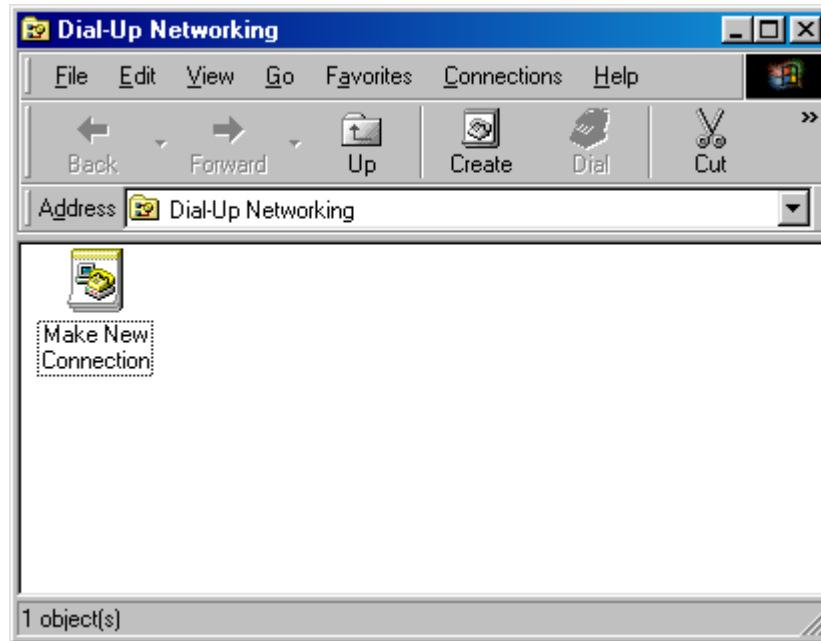 Dial-Up Networking
File Edit View Go Favorites Connections Help
Back Forward Up Create Dial Cut »
Address Dial-Up Networking
Make New
Connection
1 object(s)